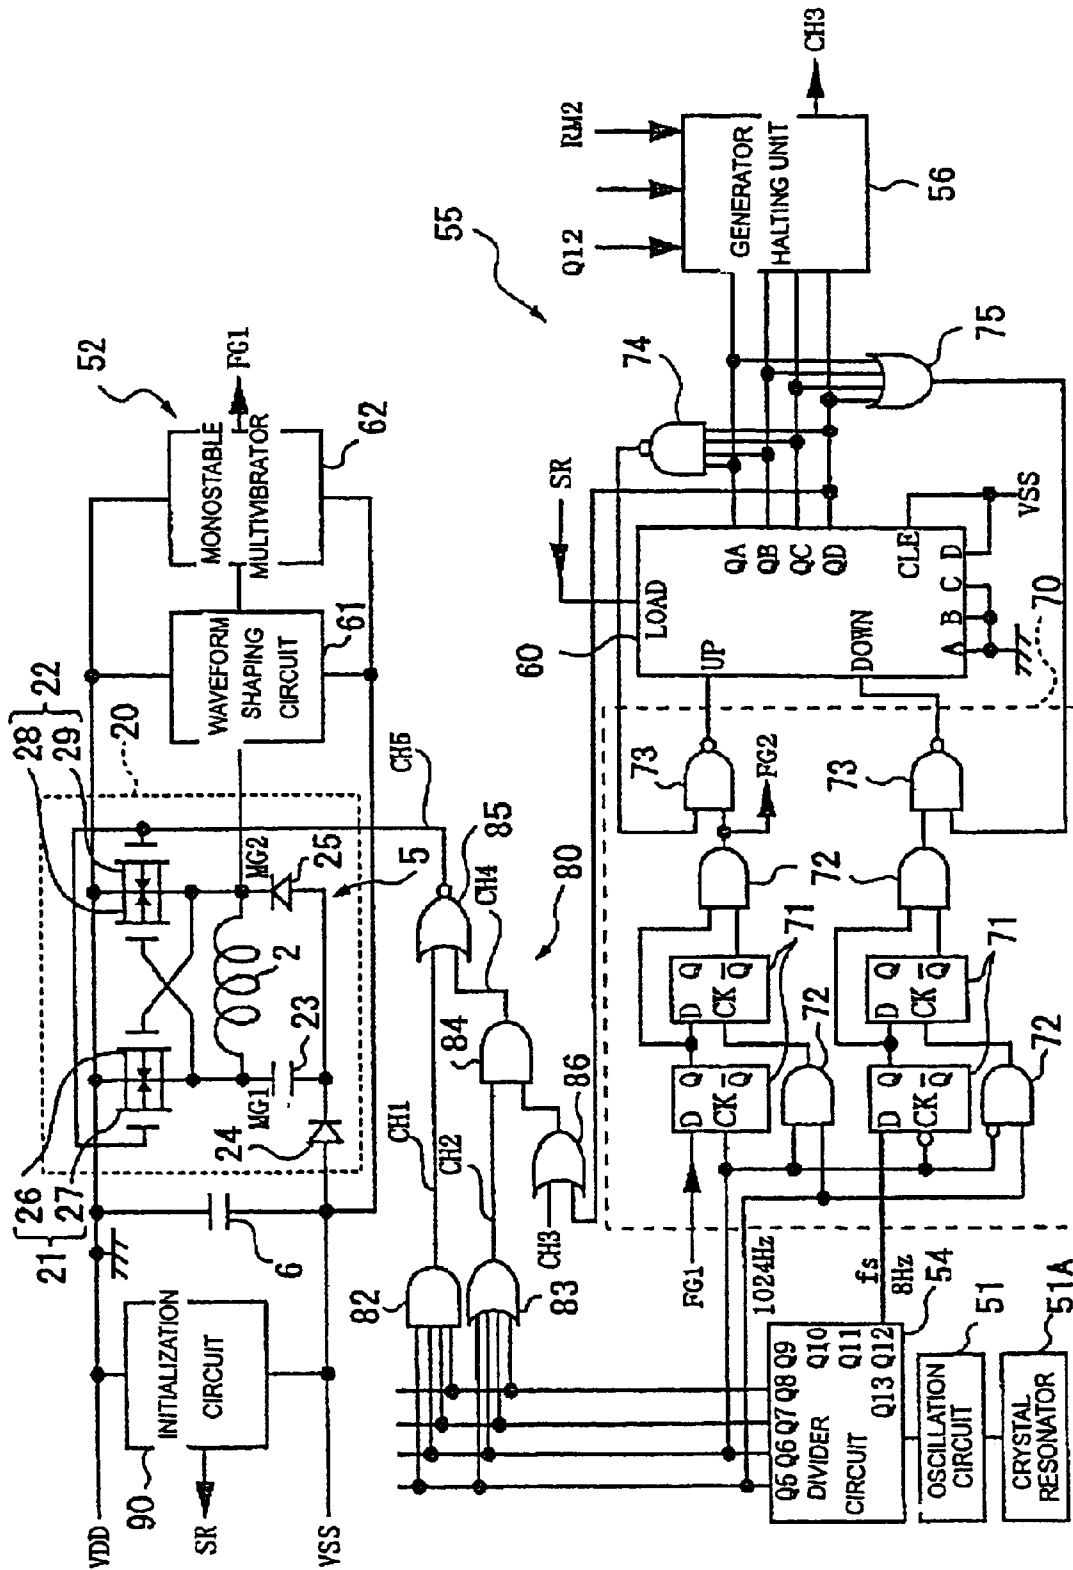 VDD
90
INITIALIZATION
CIRCUIT
SR
VSS
21
26
27
6
24
MG1
23
2
MG2
25
5
28
29
22
20
CH5
WAVEFORM
SHAPING
CIRCUIT
61
52
MONOSTABLE
MULTIVIBRATOR
62
FG1
82
83
CH1
CH2
CH3
86
84
CH4
85
80
55
Q12
RM2
GENERATOR
HALTING UNIT
56
CH3
74
75
SR
60
LOAD
UP
DOWN
QA
QB
QC
QD
CLE
A
B
C
D
VSS
70
73
FG2
73
72
72
71
D
Q
CK
Q̅
D
Q
CK
Q̅
72
71
D
Q
CK
Q̅
D
Q
CK
Q̅
72
FG1
1024Hz
fs
8Hz
54
Q5
Q6
Q7
Q8
Q9
Q10
Q11
Q12
Q13
DIVIDER
CIRCUIT
51
OSCILLATION
CIRCUIT
51A
CRYSTAL
RESONATOR